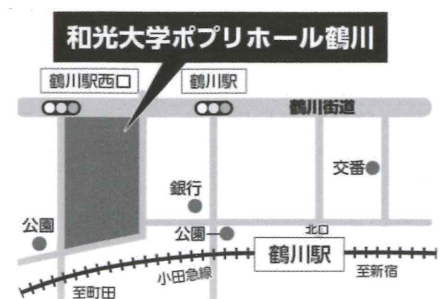 和光大学ポプリホール鶴川
鶴川駅西口
鶴川駅
鶴川街道
交番
銀行
公園
公園
北口
鶴川駅
小田急線
至新宿
至町田